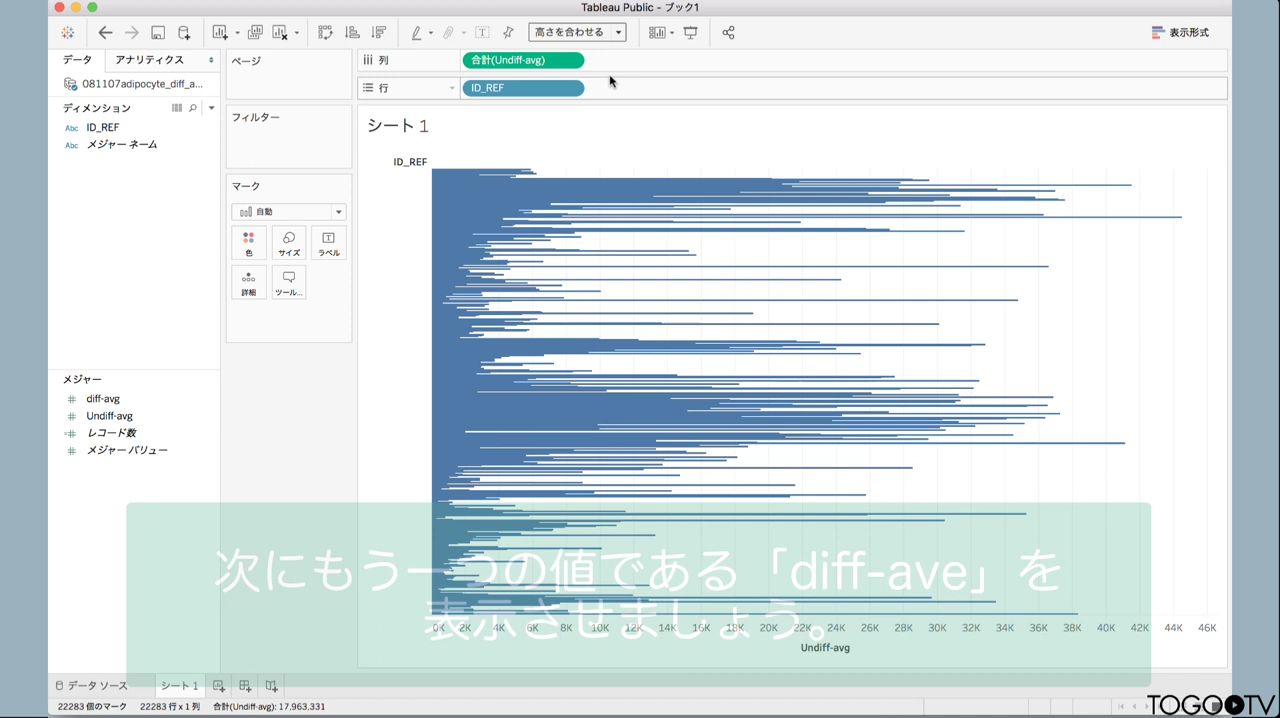 Tableau Public - ブック1
高さを合わせる
表示形式
データ
アナリティクス
ページ
列
合計(Undiff-avg)
081107adipocyte_diff_a...
行
ID_REF
ディメンション
フィルター
シート 1
Abc
ID_REF
Abc
メジャー ネーム
ID_REF
マーク
自動
色
サイズ
ラベル
詳細
ツール...
メジャー
diff-avg
Undiff-avg
レコード数
メジャー バリュー
次にもう一つの値である「diff-ave」を
表示させましょう。
0K 2K 4K 6K 8K 10K 12K 14K 16K 18K 20K 22K 24K 26K 28K 30K 32K 34K 36K 38K 40K 42K 44K 46K
Undiff-avg
データ ソース
シート 1
22283 個のマーク
22283 行 x 1 列
合計(Undiff-avg): 17,963,331
TOGOTV